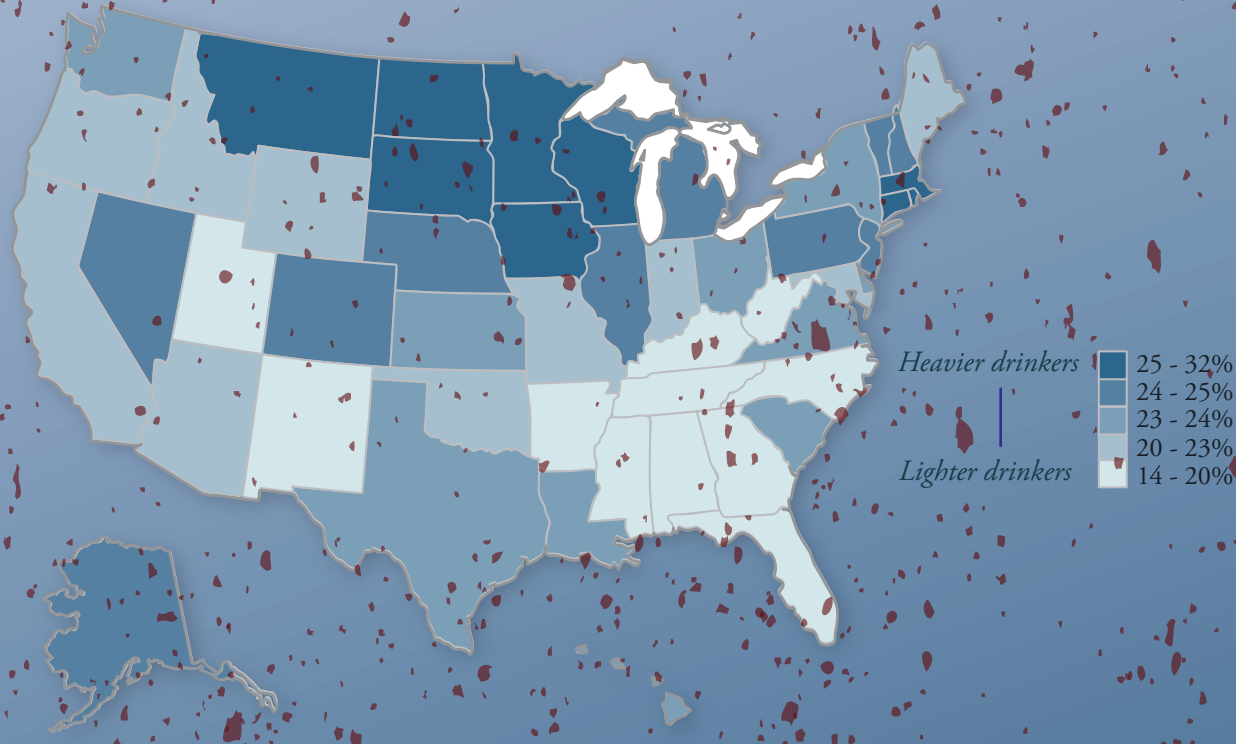 Heavier drinkers
25 - 32%
24 - 25%
23 - 24%
20 - 23%
Lighter drinkers
14 - 20%